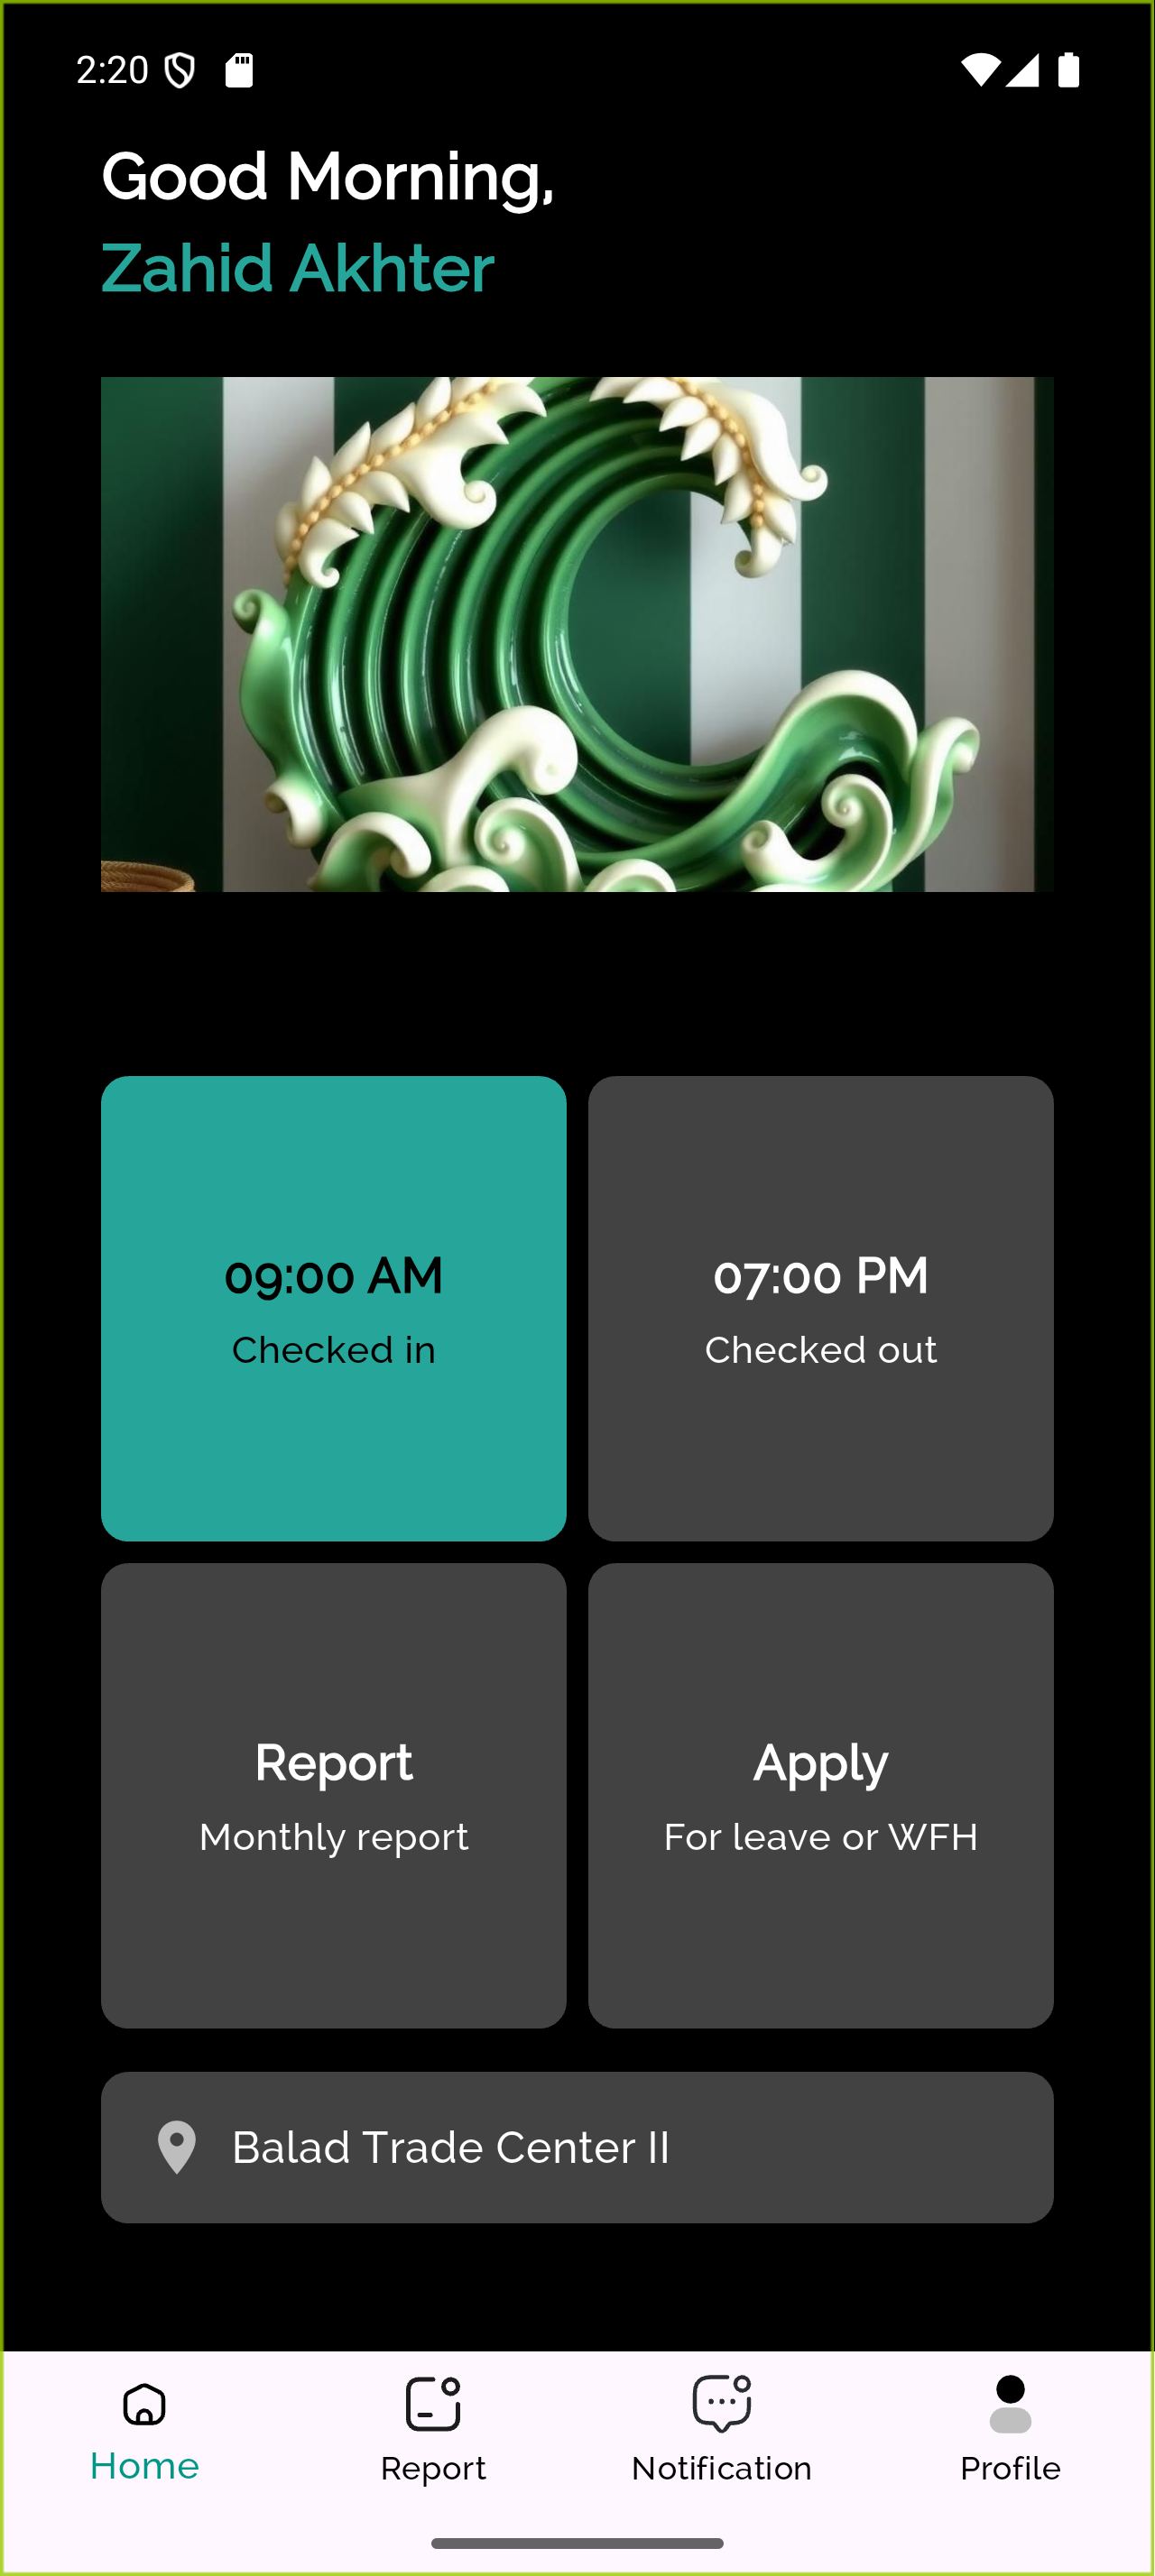 2:20
Good Morning,
Zahid Akhter
09:00 AM
Checked in
07:00 PM
Checked out
Report
Monthly report
Apply
For leave or WFH
Balad Trade Center II
Home
Report
Notification
Profile